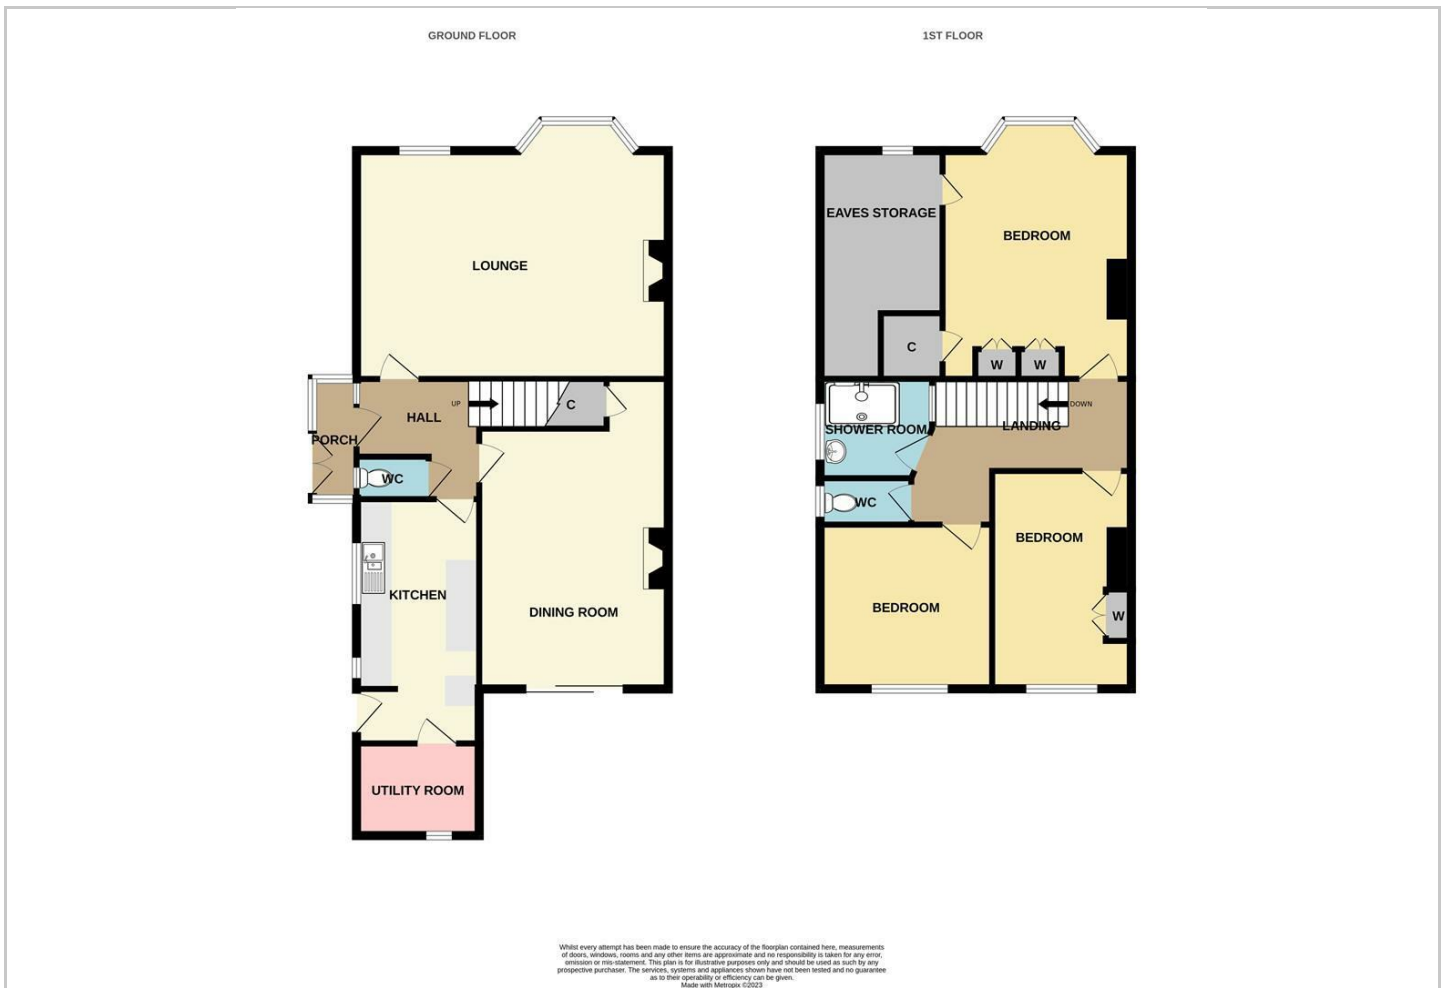 GROUND FLOOR
1ST FLOOR
LOUNGE
UP
C
HALL
PORCH
WC
KITCHEN
DINING ROOM
UTILITY ROOM
EAVES STORAGE
BEDROOM
C
W
W
DOWN
LANDING
SHOWER ROOM
WC
BEDROOM
BEDROOM
W
Whilst every attempt has been made to ensure the accuracy of the floorplan contained here, measurements
of doors, windows, rooms and any other items are approximate and no responsibility is taken for any error,
omission or mis-statement. This plan is for illustrative purposes only and should be used as such by any
prospective purchaser. The services, systems and appliances shown have not been tested and no guarantee
as to their operability or efficiency can be given.
Made with Metropix ©2023